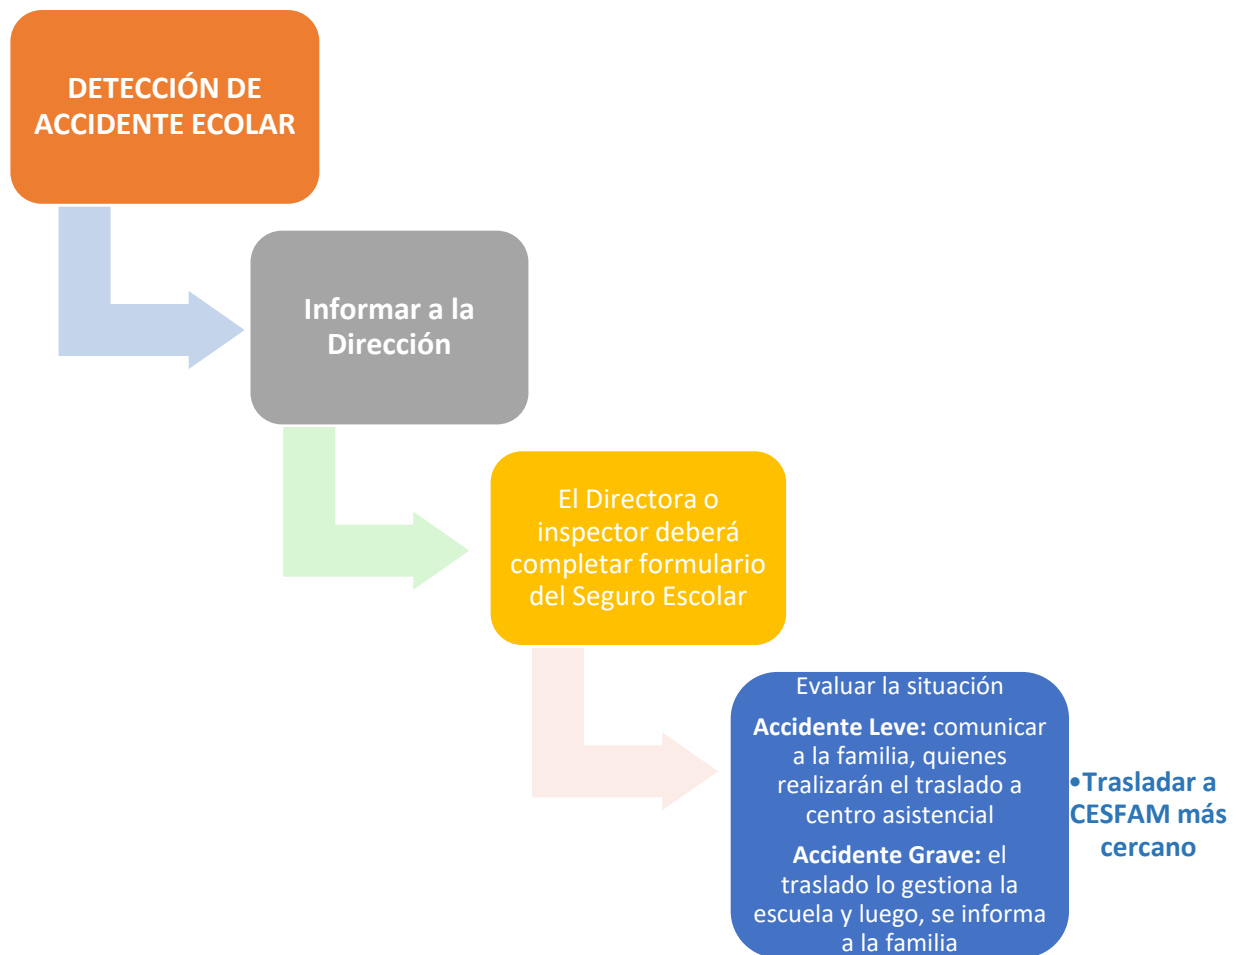 DETECCIÓN DE
ACCIDENTE ECOLAR
Informar a la
Dirección
El Directora o
inspector deberá
completar formulario
del Seguro Escolar
Evaluar la situación
Accidente Leve: comunicar
a la familia, quienes
realizarán el traslado a
centro asistencial
Accidente Grave: el
traslado lo gestiona la
escuela y luego, se informa
a la familia
•Trasladar a
CESFAM más
cercano